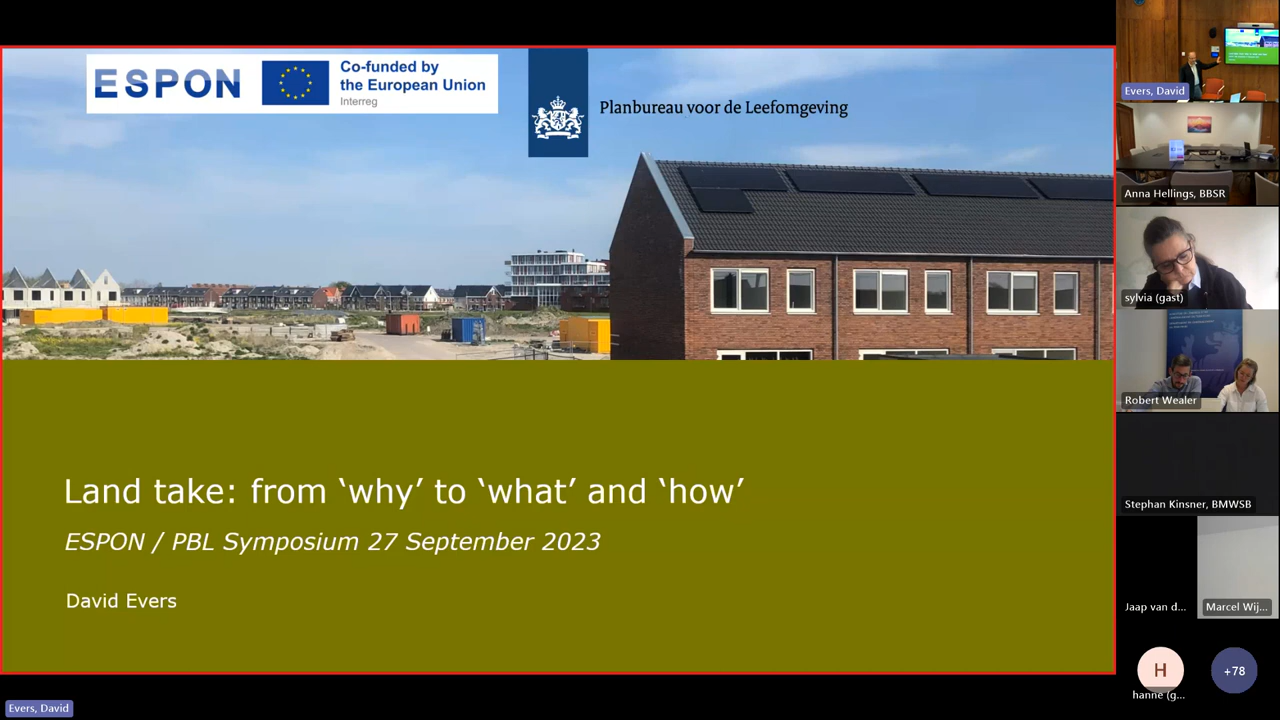 ESPON
Co-funded by
the European Union
Interreg
Planbureau voor de Leefomgeving
Land take: from ‘why’ to ‘what’ and ‘how’
ESPON / PBL Symposium 27 September 2023
David Evers
Evers, David
Evers, David
Anna Hellings, BBSR
sylvia (gast)
Robert Wealer
Stephan Kinsner, BMWSB
Jaap van d...
Marcel Wij...
H
hanne (g...
+78